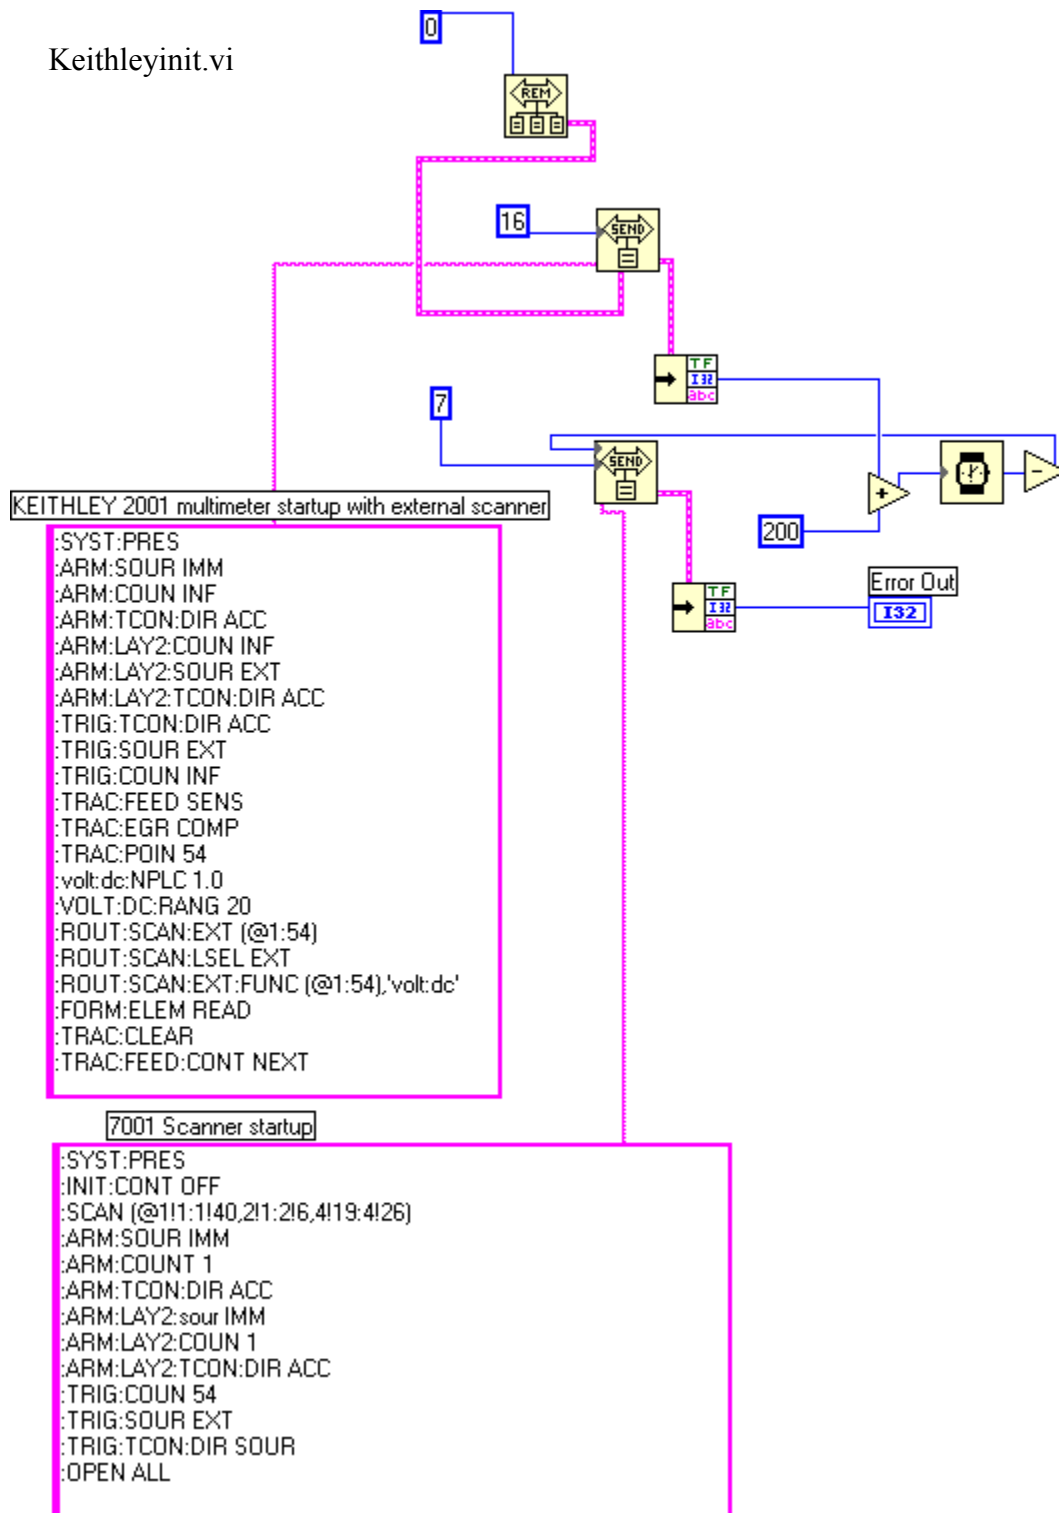 0
Keithleyinit.vi
REM
16
SEND
TF
I32
abc
7
SEND
+
-
200
KEITHLEY 2001 multimeter startup with external scanner
:SYST:PRES
:ARM:SOUR IMM
:ARM:COUN INF
:ARM:TCON:DIR ACC
:ARM:LAY2:COUN INF
:ARM:LAY2:SOUR EXT
:ARM:LAY2:TCON:DIR ACC
:TRIG:TCON:DIR ACC
:TRIG:SOUR EXT
:TRIG:COUN INF
:TRAC:FEED SENS
:TRAC:EGR COMP
:TRAC:POIN 54
:volt:dc:NPLC 1.0
:VOLT:DC:RANG 20
:ROUT:SCAN:EXT (@1:54)
:ROUT:SCAN:LSEL EXT
:ROUT:SCAN:EXT:FUNC (@1:54),'volt:dc'
:FORM:ELEM READ
:TRAC:CLEAR
:TRAC:FEED:CONT NEXT
TF
I32
abc
Error Out
I32
7001 Scanner startup
:SYST:PRES
:INIT:CONT OFF
:SCAN (@1!1:1!40,2!1:2!6,4!19:4!26)
:ARM:SOUR IMM
:ARM:COUNT 1
:ARM:TCON:DIR ACC
:ARM:LAY2:sour IMM
:ARM:LAY2:COUN 1
:ARM:LAY2:TCON:DIR ACC
:TRIG:COUN 54
:TRIG:SOUR EXT
:TRIG:TCON:DIR SOUR
:OPEN ALL